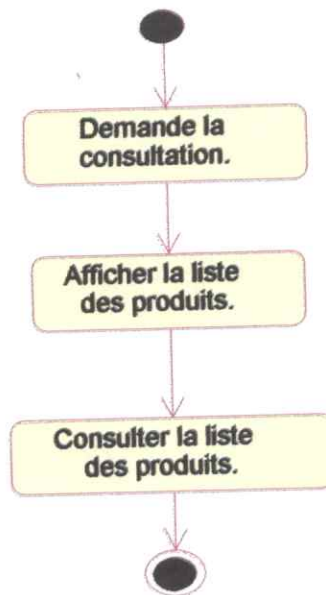 Demande la
consultation.
Afficher la liste
des produits.
Consulter la liste
des produits.